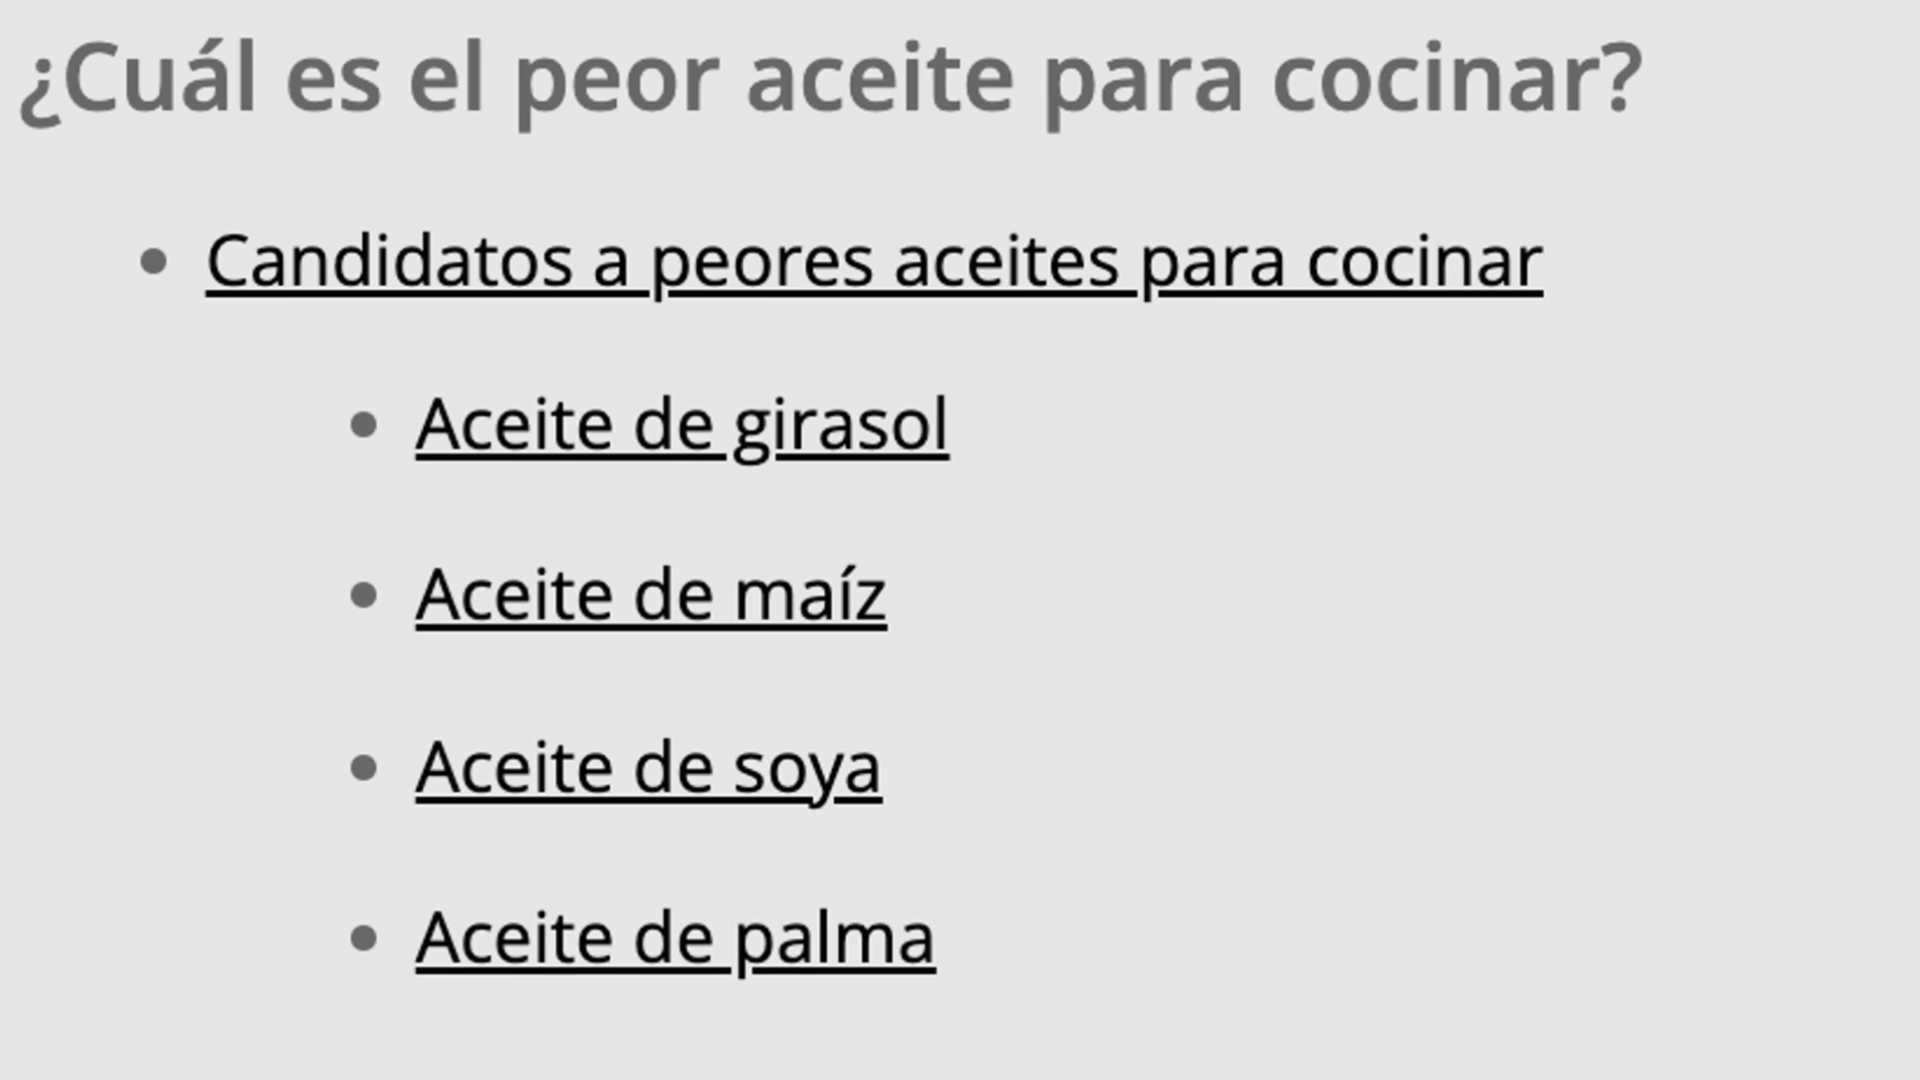 ¿Cuál es el peor aceite para cocinar?
Candidatos a peores aceites para cocinar
Aceite de girasol
Aceite de maíz
Aceite de soya
Aceite de palma